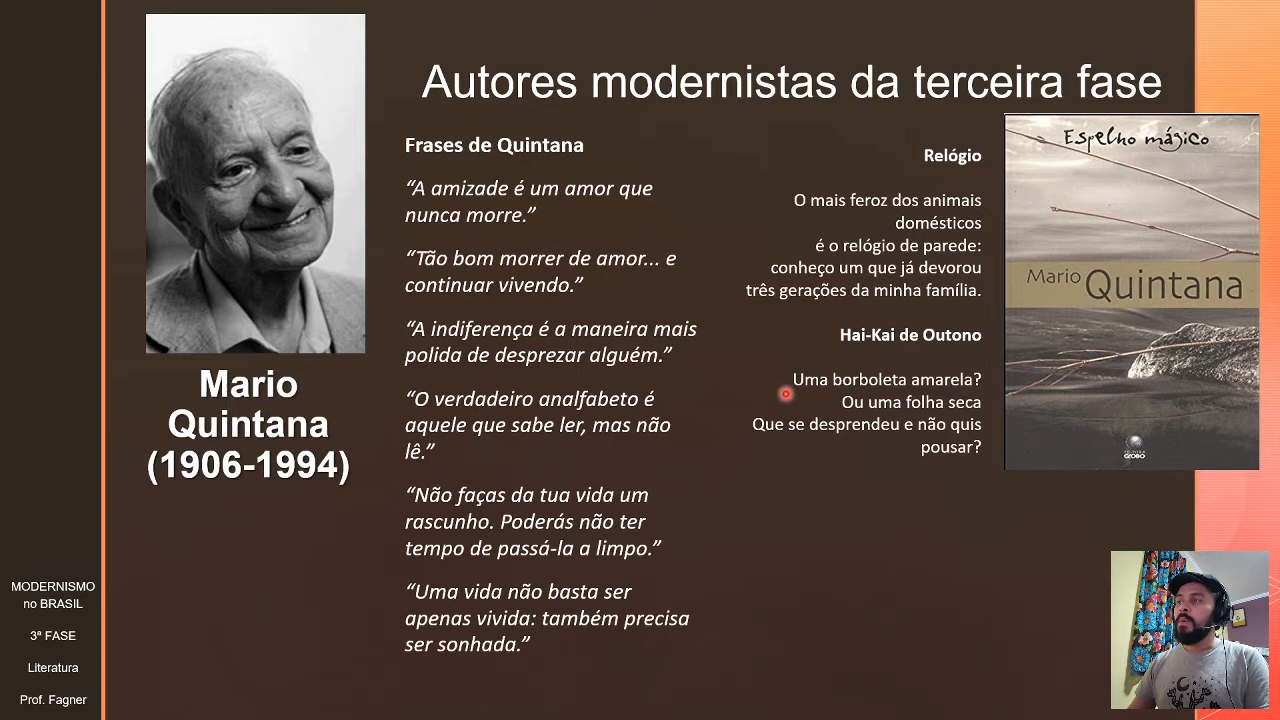 Autores modernistas da terceira fase
Mario
Quintana
(1906-1994)
Frases de Quintana
“A amizade é um amor que
nunca morre.”
“Tão bom morrer de amor... e
continuar vivendo.”
“A indiferença é a maneira mais
polida de desprezar alguém.”
“O verdadeiro analfabeto é
aquele que sabe ler, mas não
lê.”
“Não faças da tua vida um
rascunho. Poderás não ter
tempo de passá-la a limpo.”
“Uma vida não basta ser
apenas vivida: também precisa
ser sonhada.”
Relógio
O mais feroz dos animais
domésticos
é o relógio de parede:
conheço um que já devorou
três gerações da minha família.
Hai-Kai de Outono
Uma borboleta amarela?
Ou uma folha seca
Que se desprendeu e não quis
pousar?
Espelho mágico
Mario Quintana
EDITORA
GLOBO
MODERNISMO
no BRASIL
3ª FASE
Literatura
Prof. Fagner